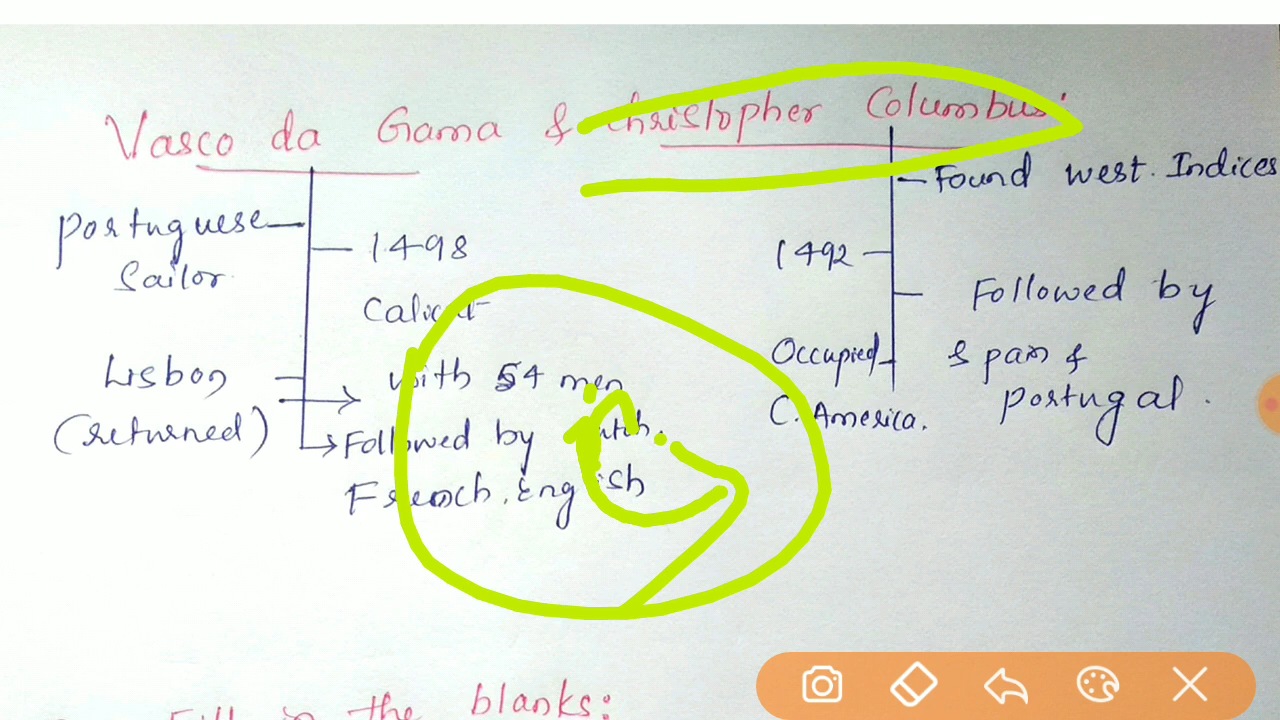 Vasco da Gama & Christopher Columbus
Portuguese
Sailor
1498
Calicut
Lisbon
(returned)
with 54 men
Followed by Dutch.
French, English
Found west. Indices
1492
Followed by
Spain &
portugal.
Occupied
C. America.
Fill in the blanks: